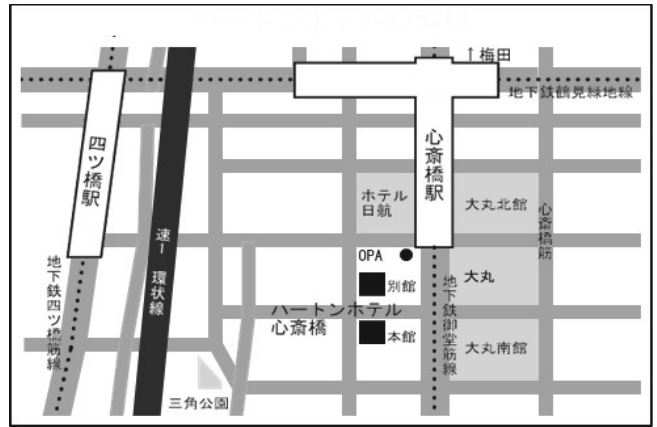 ↑梅田
地下鉄鶴見緑地線
四ツ橋駅
心斎橋駅
ホテル
日航
大丸北館
心斎橋筋
速1 環状線
OPA
別館
大丸
地下鉄四ツ橋筋線
地下鉄御堂筋線
ハートンホテル
心斎橋
本館
大丸南館
三角公園